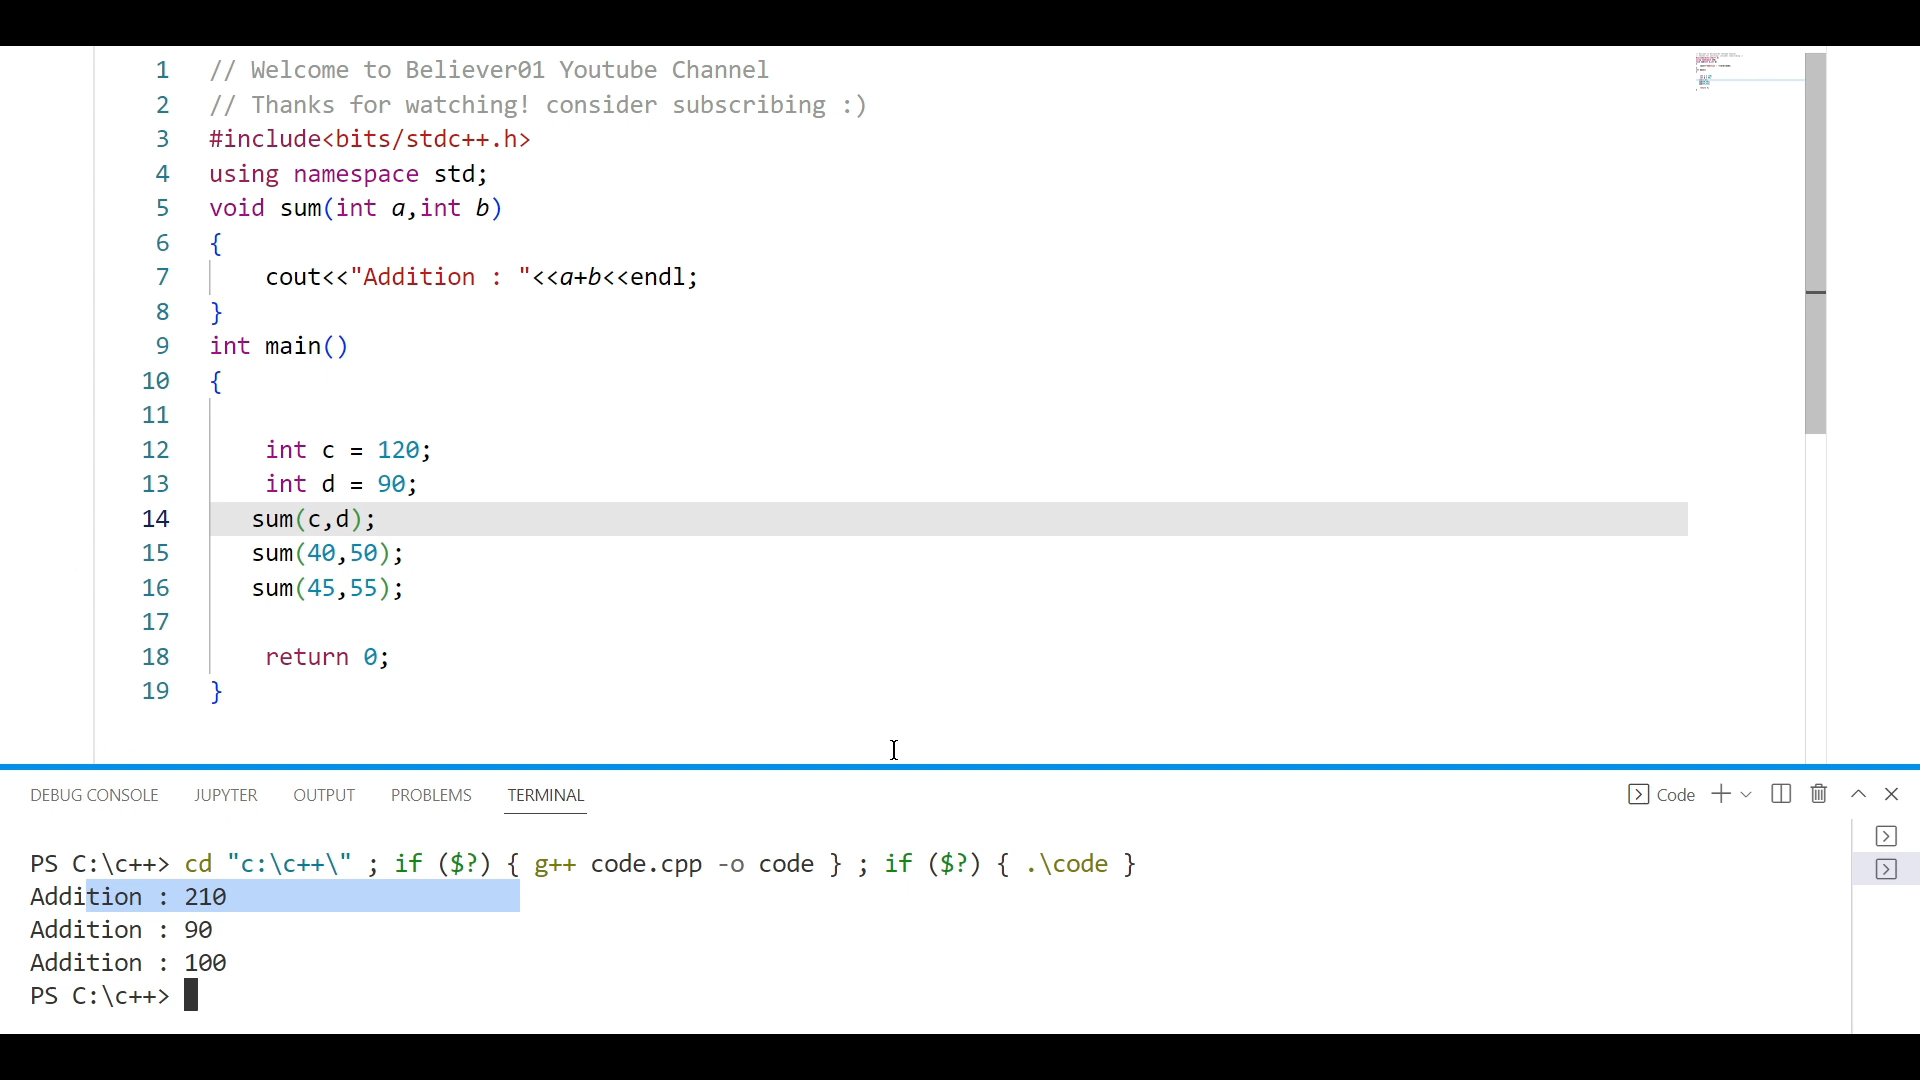 1 // Welcome to Believer01 Youtube Channel
2 // Thanks for watching! consider subscribing :)
3 #include<bits/stdc++.h>
4 using namespace std;
5 void sum(int a,int b)
6 {
7 cout<<"Addition : "<<a+b<<endl;
8 }
9 int main()
10 {
11
12 int c = 120;
13 int d = 90;
14 sum(c,d);
15 sum(40,50);
16 sum(45,55);
17
18 return 0;
19 }
DEBUG CONSOLE JUPYTER OUTPUT PROBLEMS TERMINAL Code
PS C:\c++> cd "c:\c++\" ; if ($?) { g++ code.cpp -o code } ; if ($?) { .\code }
Addition : 210
Addition : 90
Addition : 100
PS C:\c++>